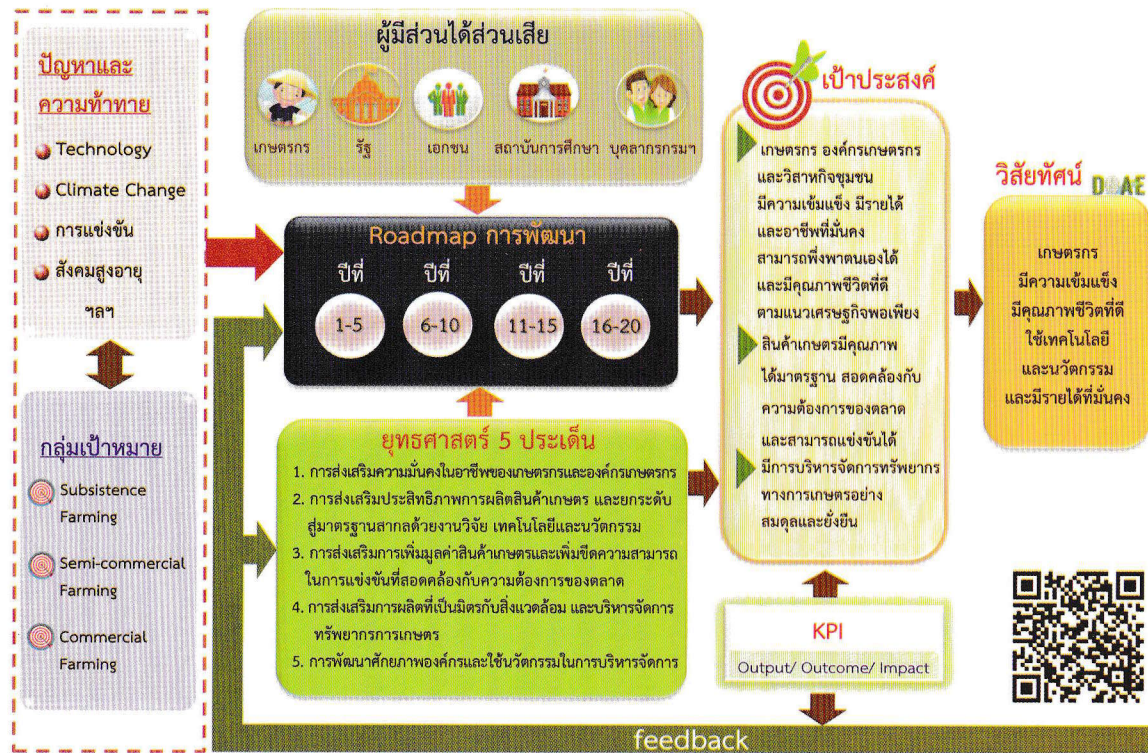 ปัญหาและ
ความท้าทาย
Technology
Climate Change
การแข่งขัน
สังคมสูงอายุ
ฯลฯ
กลุ่มเป้าหมาย
Subsistence
Farming
Semi-commercial
Farming
Commercial
Farming
ผู้มีส่วนได้ส่วนเสีย
เกษตรกร รัฐ เอกชน สถาบันการศึกษา บุคลากรกรมฯ
Roadmap การพัฒนา
ปีที่ ปีที่ ปีที่ ปีที่
1-5 6-10 11-15 16-20
ยุทธศาสตร์ 5 ประเด็น
1. การส่งเสริมความมั่นคงในอาชีพของเกษตรกรและองค์กรเกษตรกร
2. การส่งเสริมประสิทธิภาพการผลิตสินค้าเกษตร และยกระดับ
สู่มาตรฐานสากลด้วยงานวิจัย เทคโนโลยีและนวัตกรรม
3. การส่งเสริมการเพิ่มมูลค่าสินค้าเกษตรและเพิ่มขีดความสามารถ
ในการแข่งขันที่สอดคล้องกับความต้องการของตลาด
4. การส่งเสริมการผลิตที่เป็นมิตรกับสิ่งแวดล้อม และบริหารจัดการ
ทรัพยากรการเกษตร
5. การพัฒนาศักยภาพองค์กรและใช้นวัตกรรมในการบริหารจัดการ
เป้าประสงค์
เกษตรกร องค์กรเกษตรกร
และวิสาหกิจชุมชน
มีความเข้มแข็ง มีรายได้
และอาชีพที่มั่นคง
สามารถพึ่งพาตนเองได้
และมีคุณภาพชีวิตที่ดี
ตามแนวเศรษฐกิจพอเพียง
สินค้าเกษตรมีคุณภาพ
ได้มาตรฐาน สอดคล้องกับ
ความต้องการของตลาด
และสามารถแข่งขันได้
มีการบริหารจัดการทรัพยากร
ทางการเกษตรอย่าง
สมดุลและยั่งยืน
KPI
Output/ Outcome/ Impact
วิสัยทัศน์ DOAE
เกษตรกร
มีความเข้มแข็ง
มีคุณภาพชีวิตที่ดี
ใช้เทคโนโลยี
และนวัตกรรม
และมีรายได้ที่มั่นคง
feedback